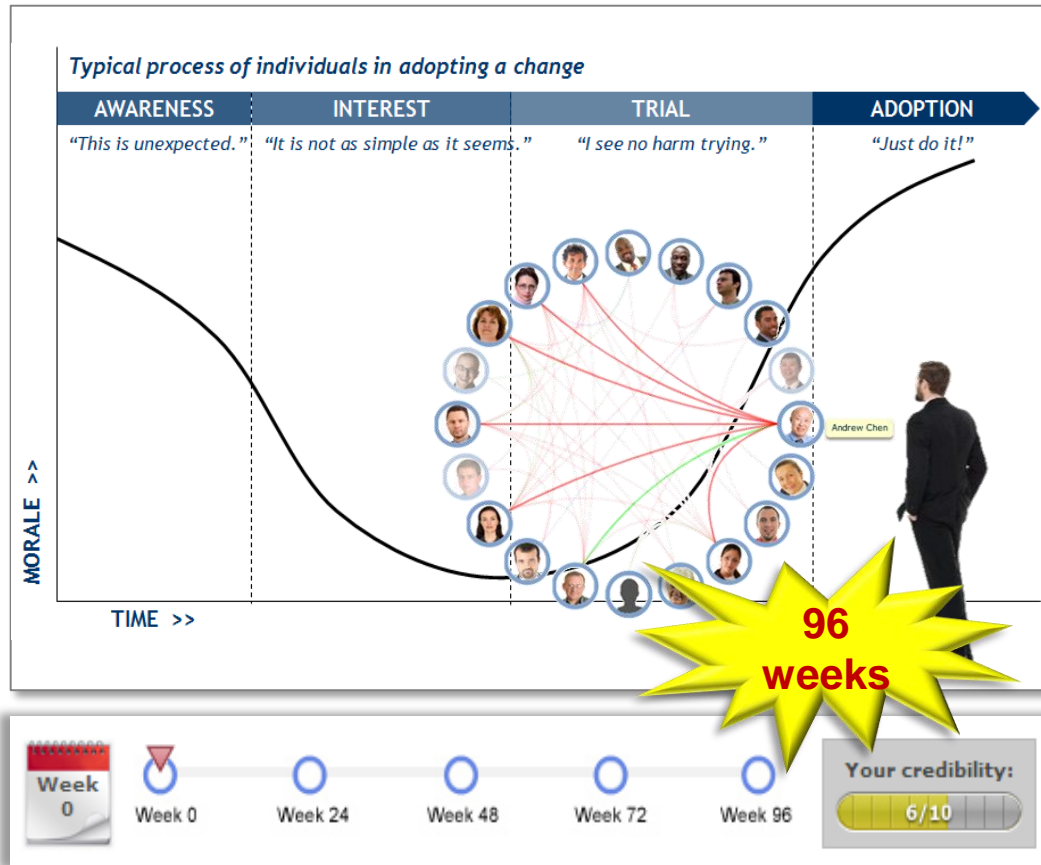 Typical process of individuals in adopting a change
AWARENESS
INTEREST
TRIAL
ADOPTION
“This is unexpected.”
“It is not as simple as it seems.”
“I see no harm trying.”
“Just do it!”
Andrew Chen
MORALE >>
TIME >>
96
weeks
Week
0
Week 0
Week 24
Week 48
Week 72
Week 96
Your credibility:
6/10